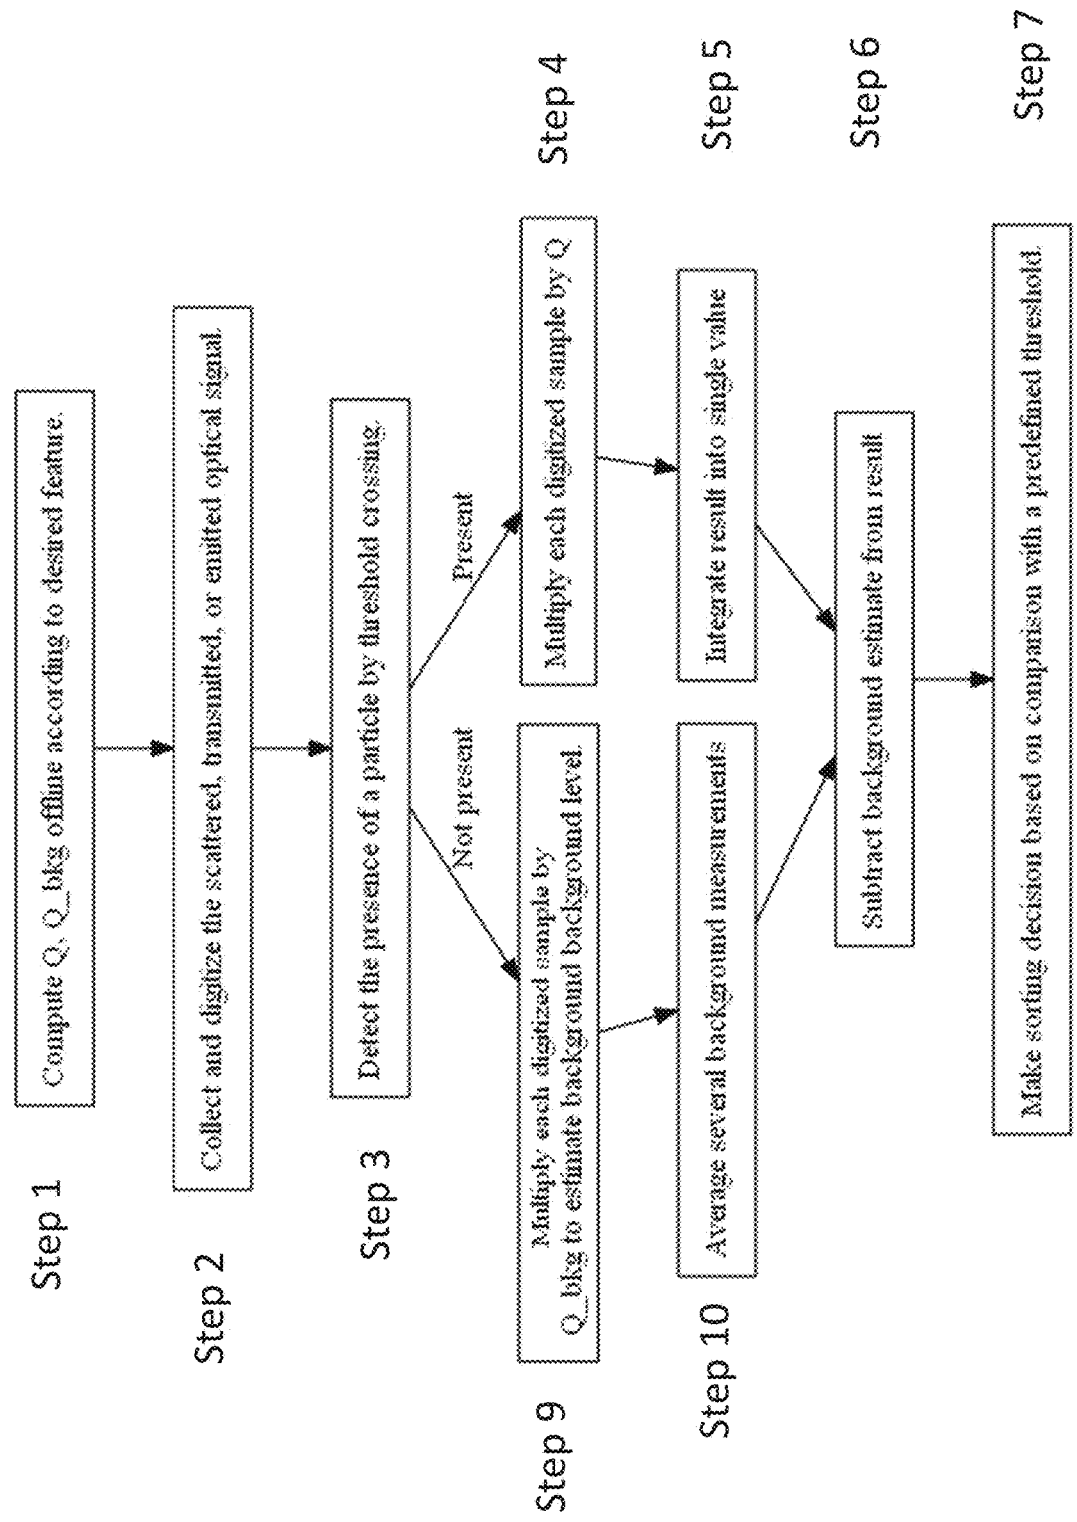 Step 1
Compute Q, Q_bkg offline according to desired feature.
Step 2
Collect and digitize the scattered, transmitted, or emitted optical signal.
Step 3
Detect the presence of a particle by threshold crossing.
Not present
Present
Step 9
Multiply each digitized sample by
Q_bkg to estimate background background level.
Multiply each digitized sample by Q
Step 4
Step 10
Average several background measurements
Integrate result into single value
Step 5
Subtract background estimate from result
Step 6
Make sorting decision based on comparison with a predefined threshold.
Step 7